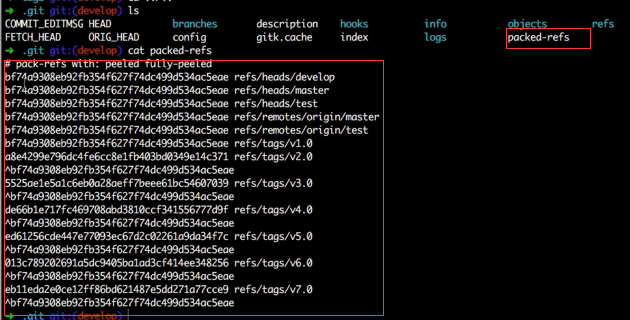 .git git:(develop) ls
COMMIT_EDITMSG HEAD branches description hooks info objects refs
FETCH_HEAD ORIG_HEAD config gitk.cache index logs packed-refs
.git git:(develop) cat packed-refs
# pack-refs with: peeled fully-peeled
bf74a9308eb92fb354f627f74dc499d534ac5eae refs/heads/develop
bf74a9308eb92fb354f627f74dc499d534ac5eae refs/heads/master
bf74a9308eb92fb354f627f74dc499d534ac5eae refs/heads/test
bf74a9308eb92fb354f627f74dc499d534ac5eae refs/remotes/origin/master
bf74a9308eb92fb354f627f74dc499d534ac5eae refs/remotes/origin/test
bf74a9308eb92fb354f627f74dc499d534ac5eae refs/tags/v1.0
a8e4299e796dc4fe6cc8e1fb403bd0349e14c371 refs/tags/v2.0
^bf74a9308eb92fb354f627f74dc499d534ac5eae
5525ae1e5a1c6eb0a28aeff7beee61bc54607039 refs/tags/v3.0
^bf74a9308eb92fb354f627f74dc499d534ac5eae
de66b1e717fc469708abd3810ccf341556777d9f refs/tags/v4.0
^bf74a9308eb92fb354f627f74dc499d534ac5eae
ed61256cde447e77093ec67d2c02261a9da34f7c refs/tags/v5.0
^bf74a9308eb92fb354f627f74dc499d534ac5eae
013c789202691a5dc9405ba1ad3cf414ee348256 refs/tags/v6.0
^bf74a9308eb92fb354f627f74dc499d534ac5eae
eb11eda2e0ce12ff86bd621487e5dd271a77cce9 refs/tags/v7.0
^bf74a9308eb92fb354f627f74dc499d534ac5eae
.git git:(develop)